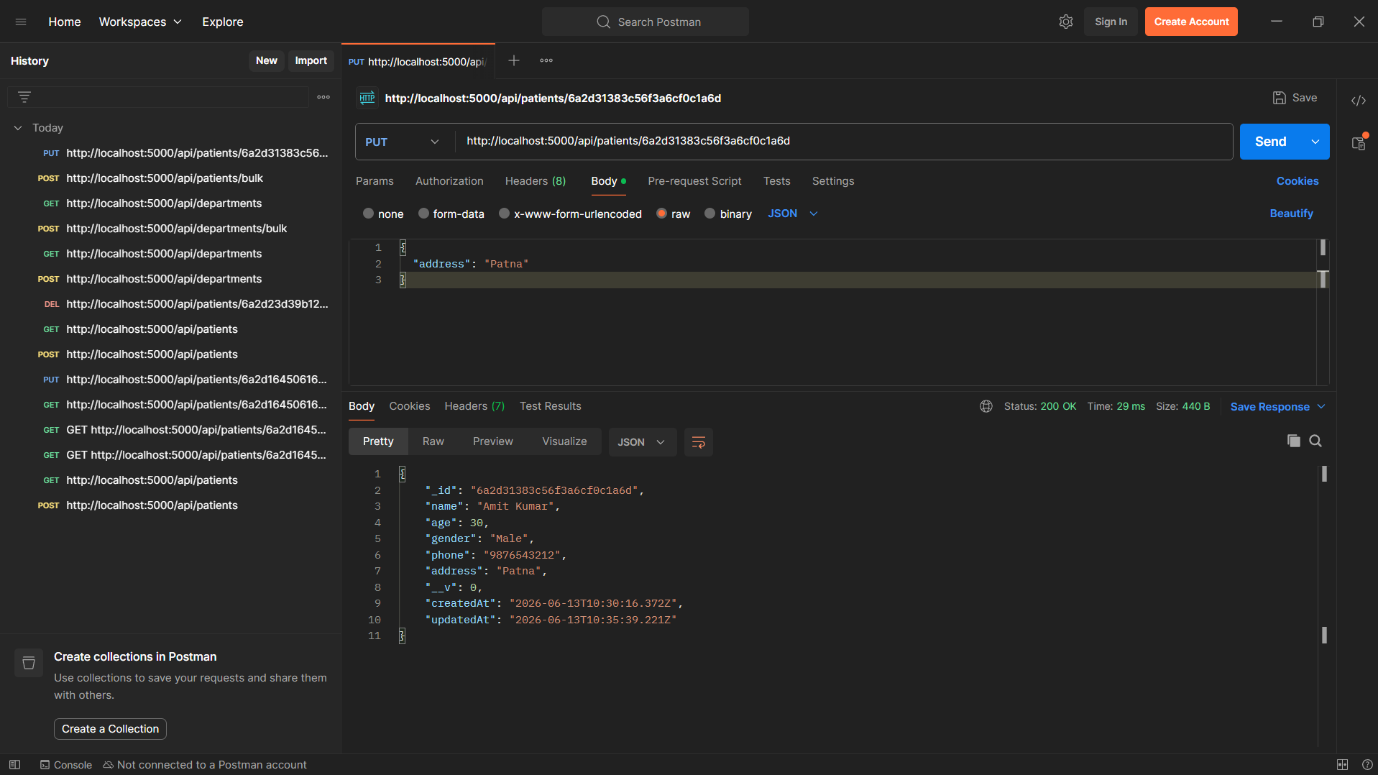 Home Workspaces Explore Search Postman Sign In Create Account
History New Import PUT http://localhost:5000/api/
HTTP http://localhost:5000/api/patients/6a2d31383c56f3a6cf0c1a6d Save
Today
PUT http://localhost:5000/api/patients/6a2d31383c56...
POST http://localhost:5000/api/patients/bulk
GET http://localhost:5000/api/departments
POST http://localhost:5000/api/departments/bulk
GET http://localhost:5000/api/departments
POST http://localhost:5000/api/departments
DEL http://localhost:5000/api/patients/6a2d23d39b12...
GET http://localhost:5000/api/patients
POST http://localhost:5000/api/patients
PUT http://localhost:5000/api/patients/6a2d16450616...
GET http://localhost:5000/api/patients/6a2d16450616...
GET GET http://localhost:5000/api/patients/6a2d1645...
GET GET http://localhost:5000/api/patients/6a2d1645...
GET http://localhost:5000/api/patients
POST http://localhost:5000/api/patients
Create collections in Postman
Use collections to save your requests and share them
with others.
Create a Collection
PUT http://localhost:5000/api/patients/6a2d31383c56f3a6cf0c1a6d Send
Params Authorization Headers (8) Body Pre-request Script Tests Settings Cookies
none form-data x-www-form-urlencoded raw binary JSON Beautify
1 {
2 "address": "Patna"
3 }
Body Cookies Headers (7) Test Results Status: 200 OK Time: 29 ms Size: 440 B Save Response
Pretty Raw Preview Visualize JSON
1 {
2 "_id": "6a2d31383c56f3a6cf0c1a6d",
3 "name": "Amit Kumar",
4 "age": 30,
5 "gender": "Male",
6 "phone": "9876543212",
7 "address": "Patna",
8 "__v": 0,
9 "createdAt": "2026-06-13T10:30:16.372Z",
10 "updatedAt": "2026-06-13T10:35:39.221Z"
11 }
Console Not connected to a Postman account